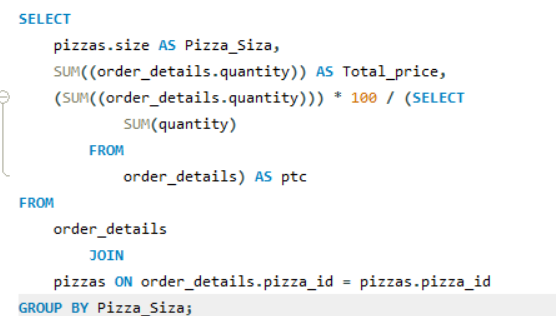 SELECT
pizzas.size AS Pizza_Siza,
SUM((order_details.quantity)) AS Total_price,
(SUM((order_details.quantity))) * 100 / (SELECT
SUM(quantity)
FROM
order_details) AS ptc
FROM
order_details
JOIN
pizzas ON order_details.pizza_id = pizzas.pizza_id
GROUP BY Pizza_Siza;